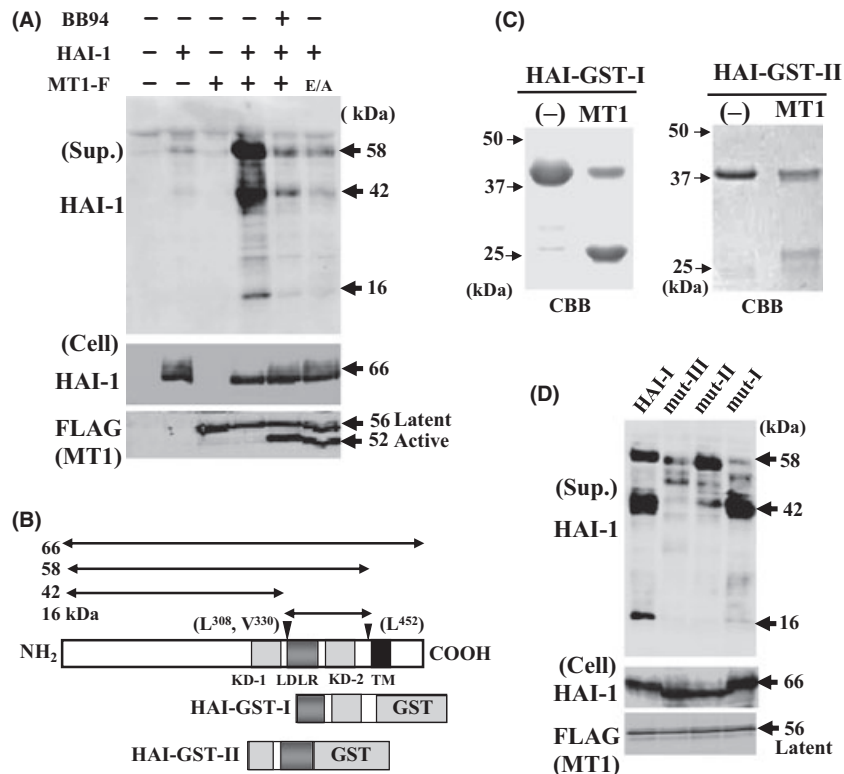 (A)
BB94 – – – – + –
HAI-1 – + – + + +
MT1-F – – + + + E/A
( kDa)
(Sup.)
58
HAI-1
42
16
(Cell)
HAI-1
66
FLAG
(MT1)
56 Latent
52 Active
(B)
66
58
42
16 kDa
(L³⁰⁸, V³³⁰)
(L⁴⁵²)
NH₂
COOH
KD-1 LDLR KD-2 TM
HAI-GST-I
GST
HAI-GST-II
GST
(C)
HAI-GST-I
(–) MT1
50
37
25
(kDa)
CBB
HAI-GST-II
(–) MT1
50
37
25
(kDa)
CBB
(D)
HAI-I mut-III mut-II mut-I
(kDa)
(Sup.)
58
HAI-1
42
16
(Cell)
HAI-1
66
FLAG
(MT1)
56
Latent